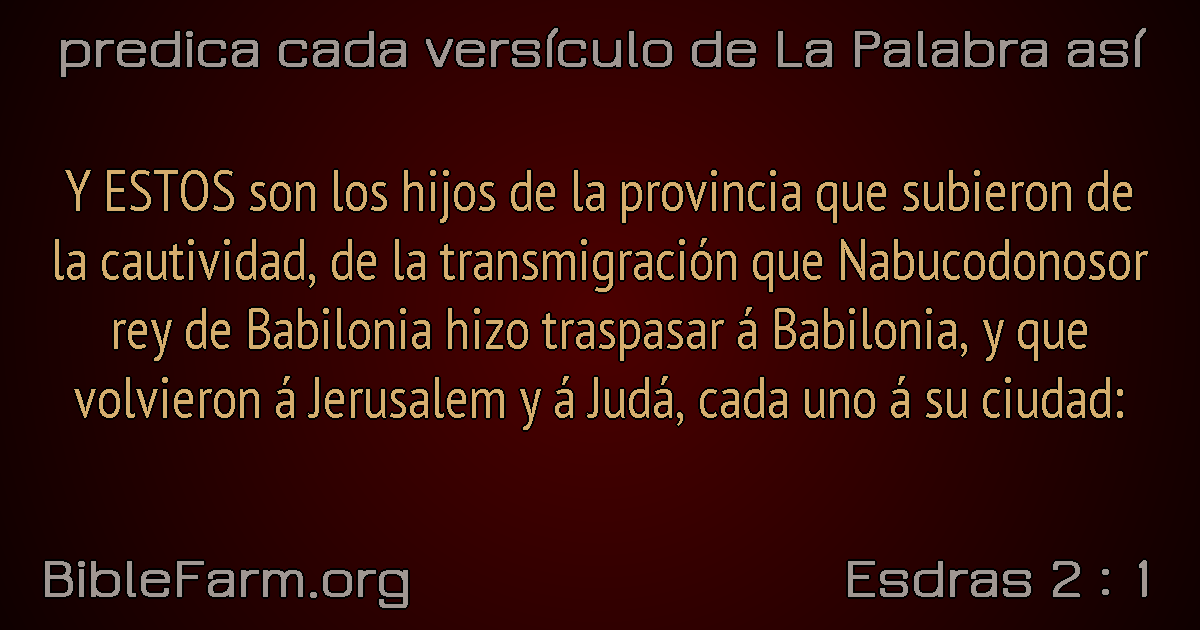 predica cada versículo de La Palabra así
Y ESTOS son los hijos de la provincia que subieron de
la cautividad, de la transmigración que Nabucodonosor
rey de Babilonia hizo traspasar á Babilonia, y que
volvieron á Jerusalem y á Judá, cada uno á su ciudad:
BibleFarm.org
Esdras 2 : 1